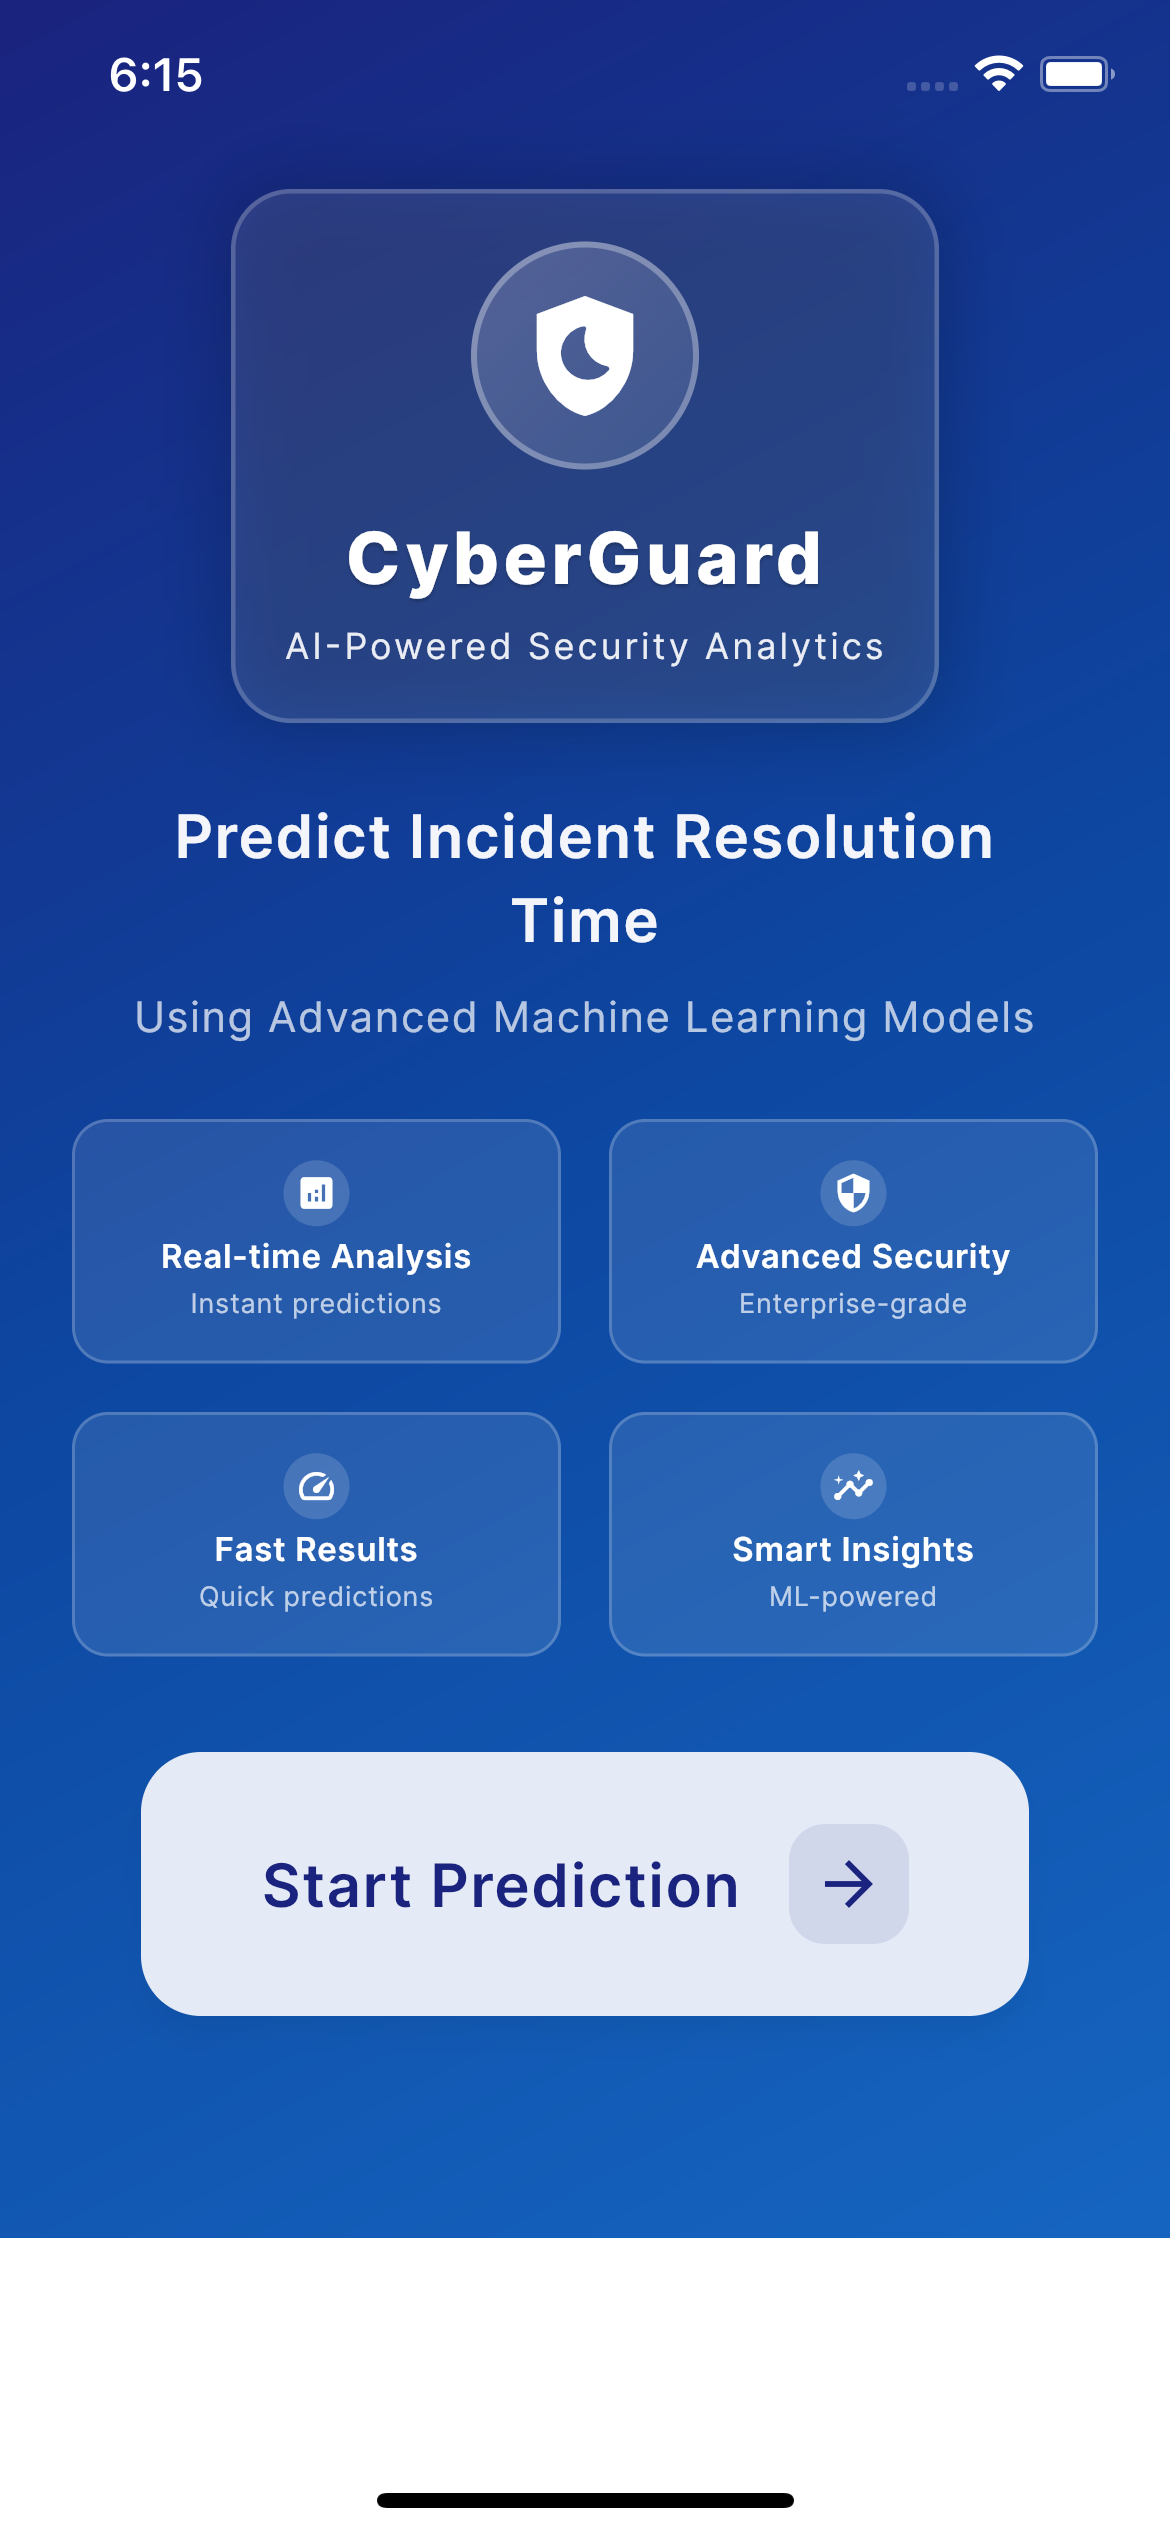 6:15
CyberGuard
AI-Powered Security Analytics
Predict Incident Resolution
Time
Using Advanced Machine Learning Models
Real-time Analysis
Instant predictions
Advanced Security
Enterprise-grade
Fast Results
Quick predictions
Smart Insights
ML-powered
Start Prediction